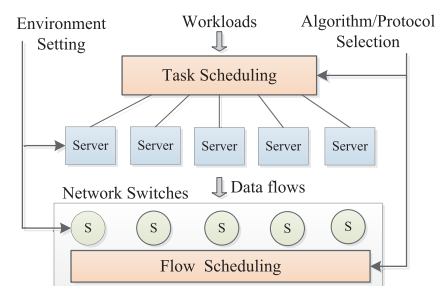 Environment
Setting
Workloads
Algorithm/Protocol
Selection
Task Scheduling
Server Server Server Server Server
Data flows
Network Switches
S S S S S
Flow Scheduling